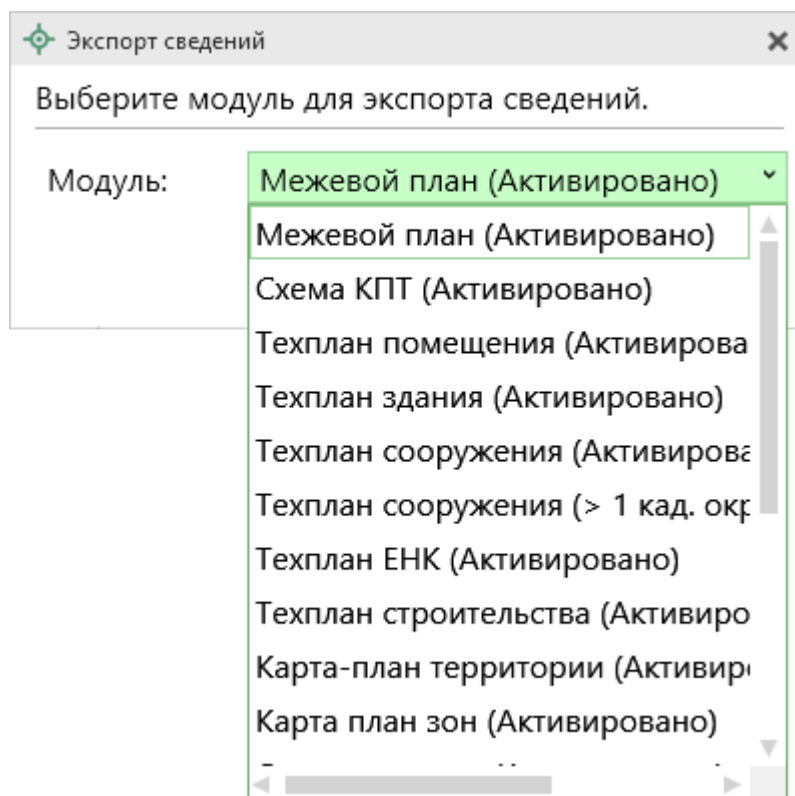 Экспорт сведений
Выберите модуль для экспорта сведений.
Модуль: Межевой план (Активировано)
Межевой план (Активировано)
Схема КПТ (Активировано)
Техплан помещения (Активирова
Техплан здания (Активировано)
Техплан сооружения (Активирова
Техплан сооружения (> 1 кад. окр
Техплан ЕНК (Активировано)
Техплан строительства (Активиро
Карта-план территории (Активиро
Карта план зон (Активировано)